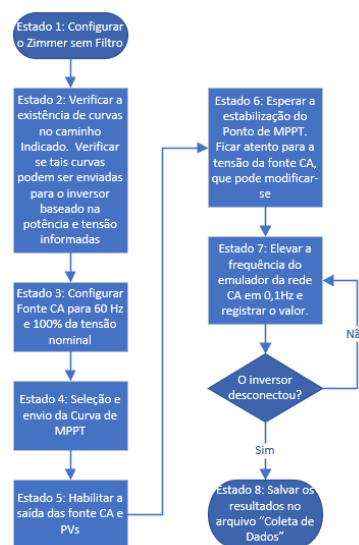 Estado 1: Configurar
o Zimmer sem Filtro
Estado 2: Verificar a
existência de curvas
no caminho
Indicado. Verificar
se tais curvas
podem ser enviadas
para o inversor
baseado na
potência e tensão
informadas
Estado 3: Configurar
Fonte CA para 60 Hz
e 100% da tensão
nominal
Estado 4: Seleção e
envio da Curva de
MPPT
Estado 5: Habilitar a
saída das fonte CA e
PVs
Estado 6: Esperar a
estabilização do
Ponto de MPPT.
Ficar atento para a
tensão da fonte CA,
que pode modificar-
se
Estado 7: Elevar a
frequência do
emulador da rede
CA em 0,1Hz e
registrar o valor.
Não
O inversor
desconectou?
Sim
Estado 8: Salvar os
resultados no
arquivo “Coleta de
Dados”